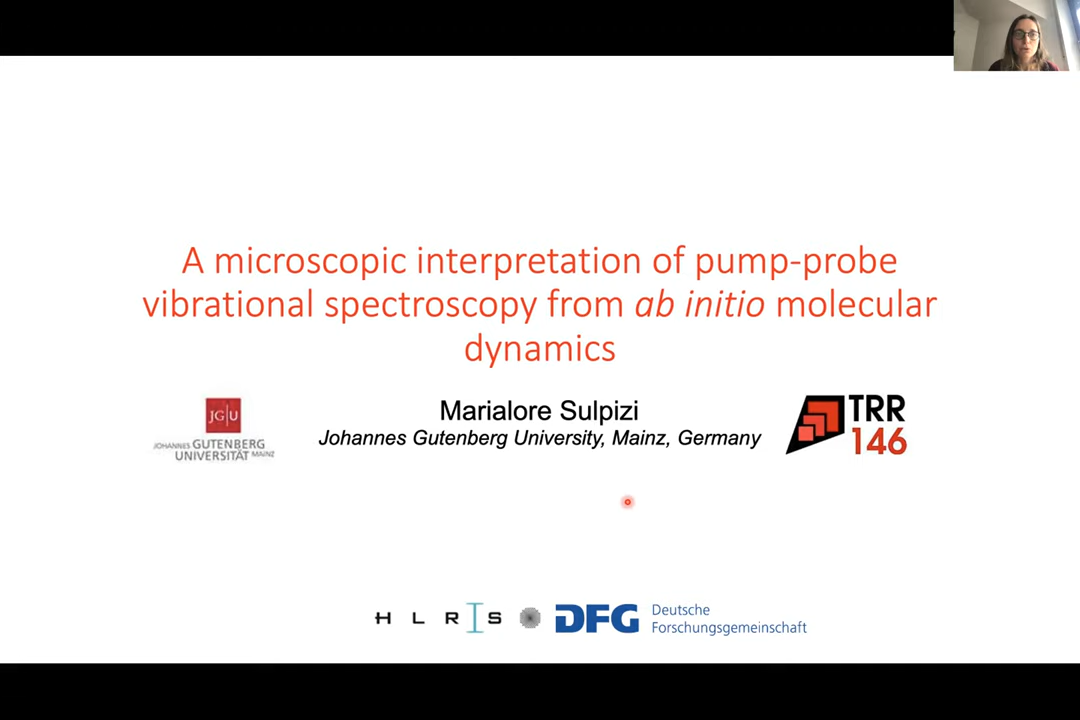 A microscopic interpretation of pump-probe
vibrational spectroscopy from ab initio molecular
dynamics
JG|U
JOHANNES GUTENBERG
UNIVERSITÄT MAINZ
Marialore Sulpizi
Johannes Gutenberg University, Mainz, Germany
TRR
146
H L R I S
DFG
Deutsche
Forschungsgemeinschaft